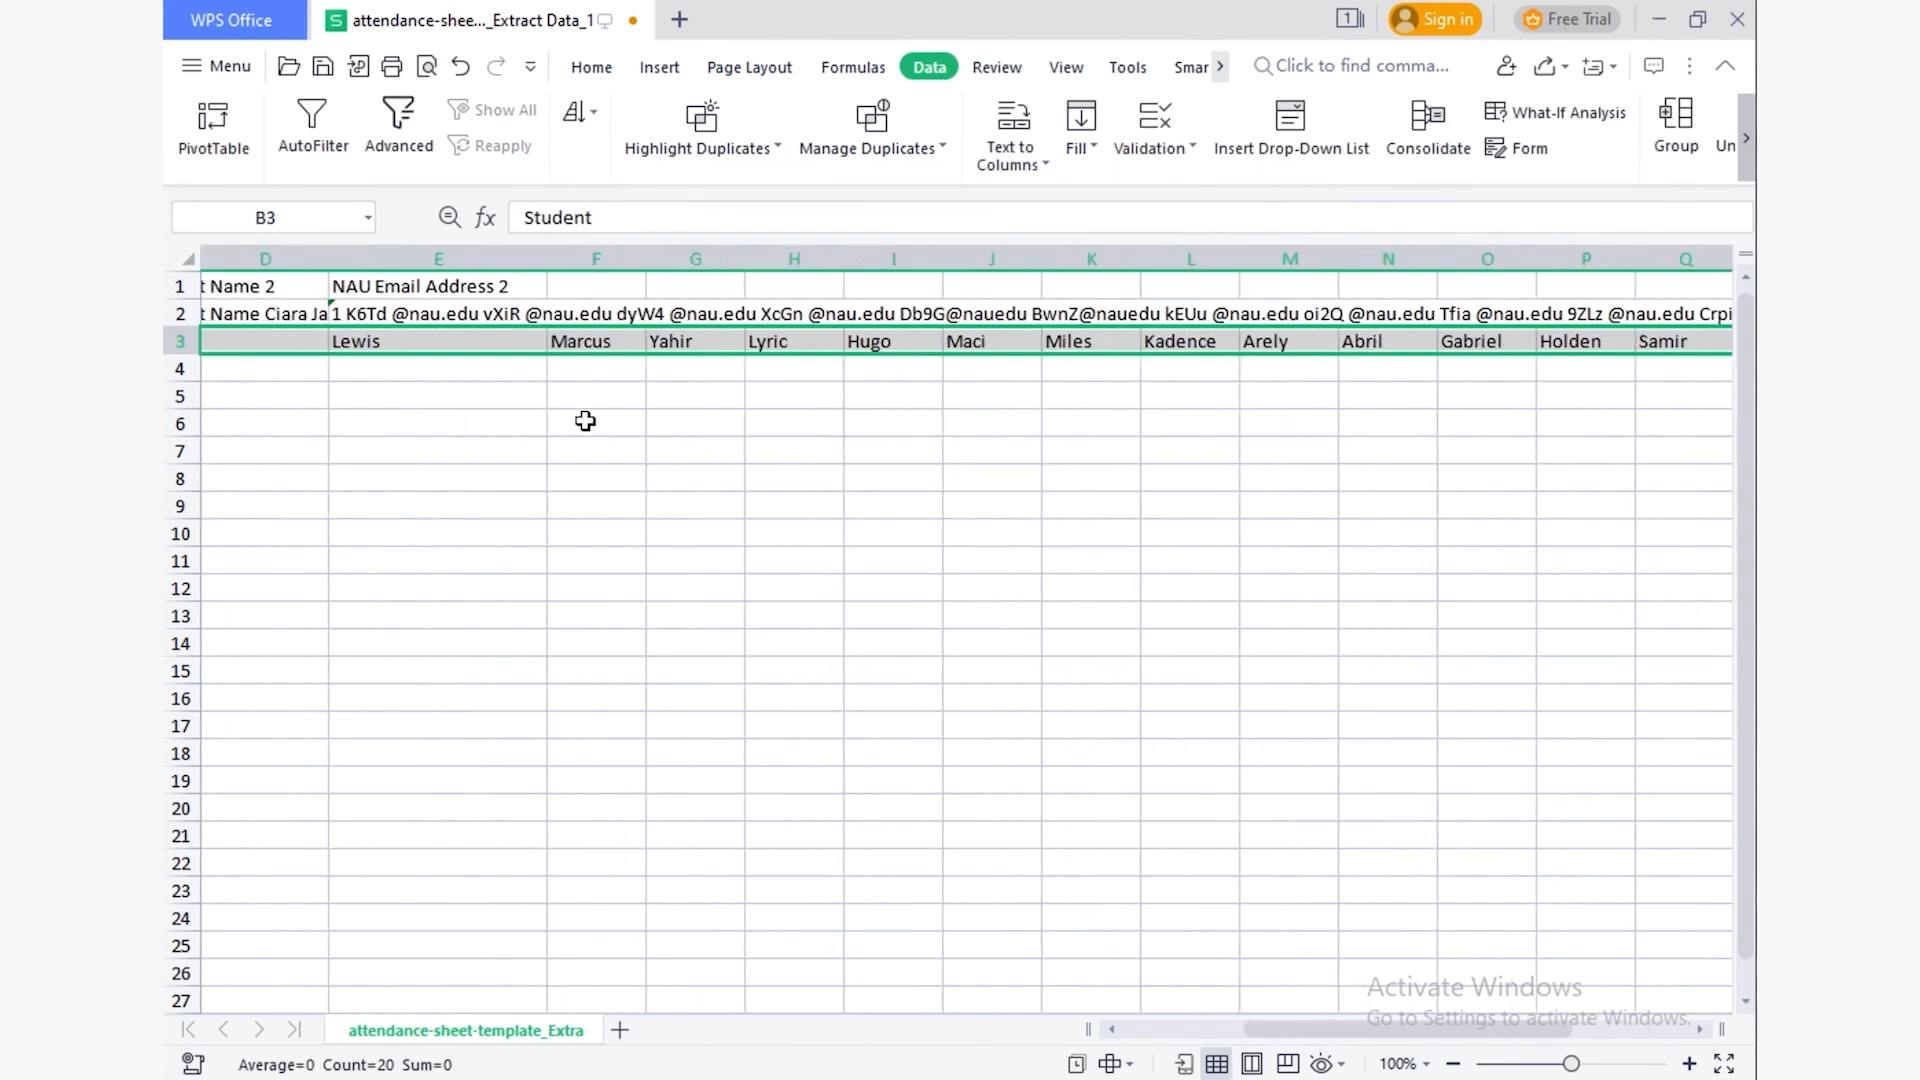 WPS Office
S attendance-shee..._Extract Data_1
Sign in
Free Trial
Menu
Home Insert Page Layout Formulas Data Review View Tools Smar
Click to find comma...
PivotTable
AutoFilter
Advanced
Show All
Reapply
Highlight Duplicates
Manage Duplicates
Text to
Columns
Fill
Validation
Insert Drop-Down List
Consolidate
What-If Analysis
Form
Group
Un
B3
fx
Student
D E F G H I J K L M N O P Q
1 t Name 2 NAU Email Address 2
2 t Name Ciara Ja 1 K6Td @nau.edu vXiR @nau.edu dyW4 @nau.edu XcGn @nau.edu Db9G@nauedu BwnZ@nauedu kEUu @nau.edu oi2Q @nau.edu Tfia @nau.edu 9ZLz @nau.edu Crpi
3 Lewis Marcus Yahir Lyric Hugo Maci Miles Kadence Arely Abril Gabriel Holden Samir
4
5
6
7
8
9
10
11
12
13
14
15
16
17
18
19
20
21
22
23
24
25
26
27
Activate Windows
Go to Settings to activate Windows.
attendance-sheet-template_Extra
Average=0 Count=20 Sum=0
100%